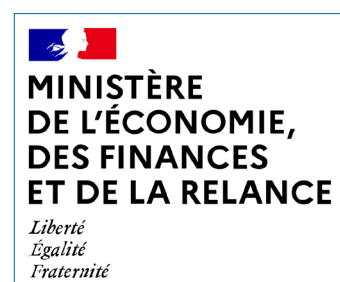 MINISTÈRE
DE L'ÉCONOMIE,
DES FINANCES
ET DE LA RELANCE
Liberté
Égalité
Fraternité